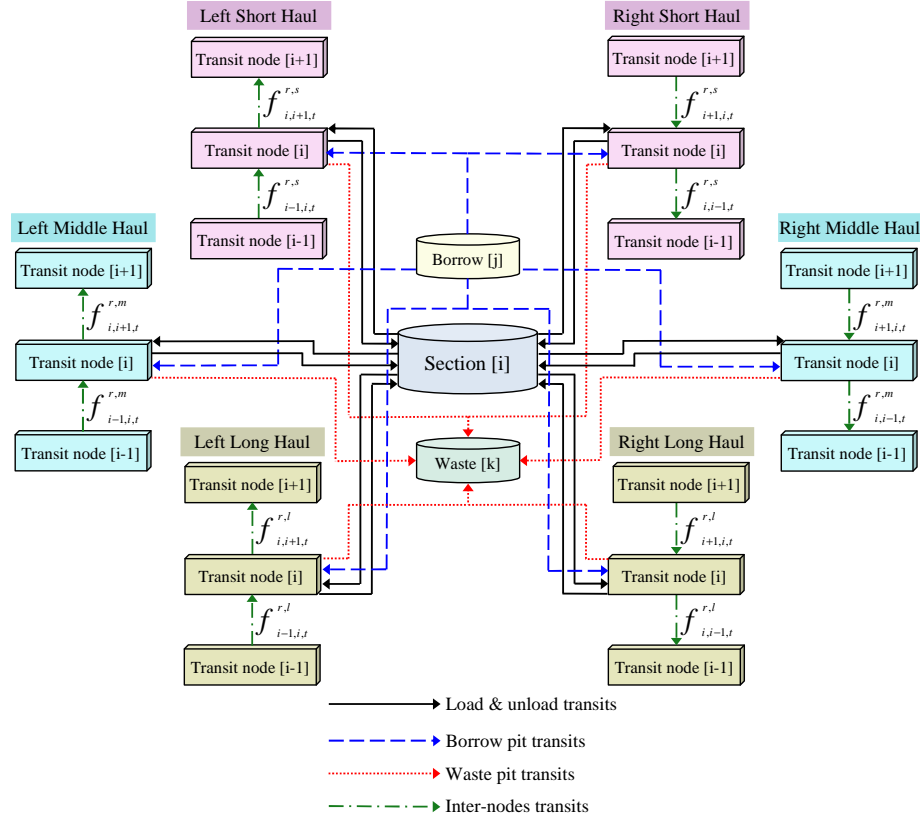 Left Short Haul
Right Short Haul
Transit node [i+1]
Transit node [i+1]
f^{r,s}_{i,i+1,t}
f^{r,s}_{i+1,i,t}
Transit node [i]
Transit node [i]
f^{r,s}_{i-1,i,t}
f^{r,s}_{i,i-1,t}
Left Middle Haul
Transit node [i-1]
Transit node [i-1]
Right Middle Haul
Borrow [j]
Transit node [i+1]
Transit node [i+1]
f^{r,m}_{i,i+1,t}
f^{r,m}_{i+1,i,t}
Transit node [i]
Section [i]
Transit node [i]
f^{r,m}_{i-1,i,t}
f^{r,m}_{i,i-1,t}
Left Long Haul
Right Long Haul
Transit node [i-1]
Waste [k]
Transit node [i-1]
Transit node [i+1]
Transit node [i+1]
f^{r,l}_{i,i+1,t}
f^{r,l}_{i+1,i,t}
Transit node [i]
Transit node [i]
f^{r,l}_{i-1,i,t}
f^{r,l}_{i,i-1,t}
Transit node [i-1]
Transit node [i-1]
Load & unload transits
Borrow pit transits
Waste pit transits
Inter-nodes transits